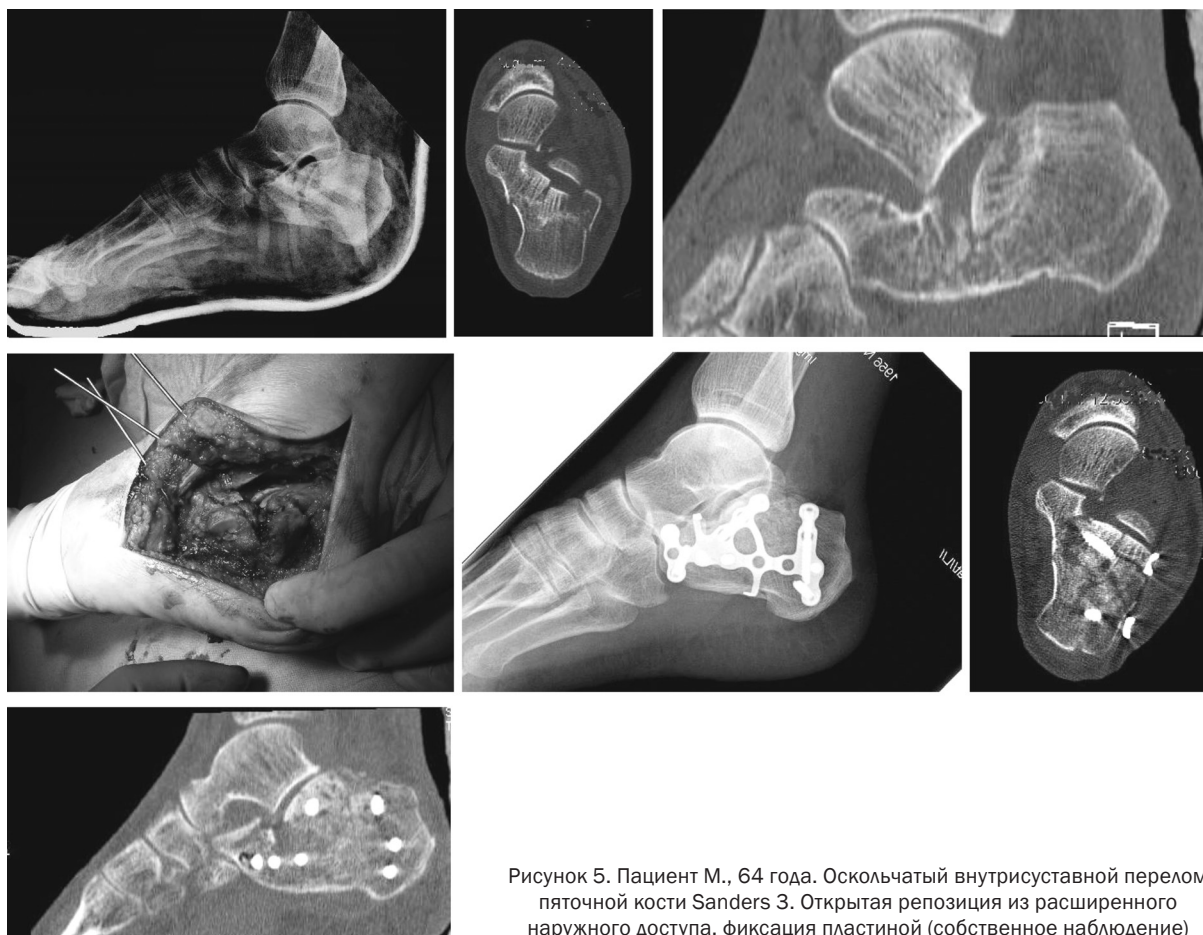 1956
Рисунок 5. Пациент М., 64 года. Оскольчатый внутрисуставной перелом
пяточной кости Sanders 3. Открытая репозиция из расширенного
наружного доступа, фиксация пластиной (собственное наблюдение)